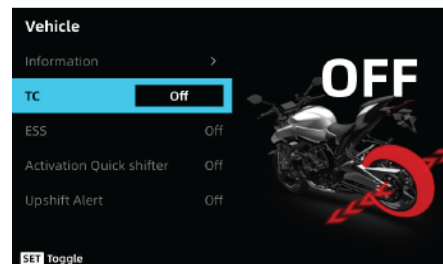 Vehicle
Information >
TC Off
OFF
ESS Off
Activation Quick shifter Off
Upshift Alert Off
SET Toggle